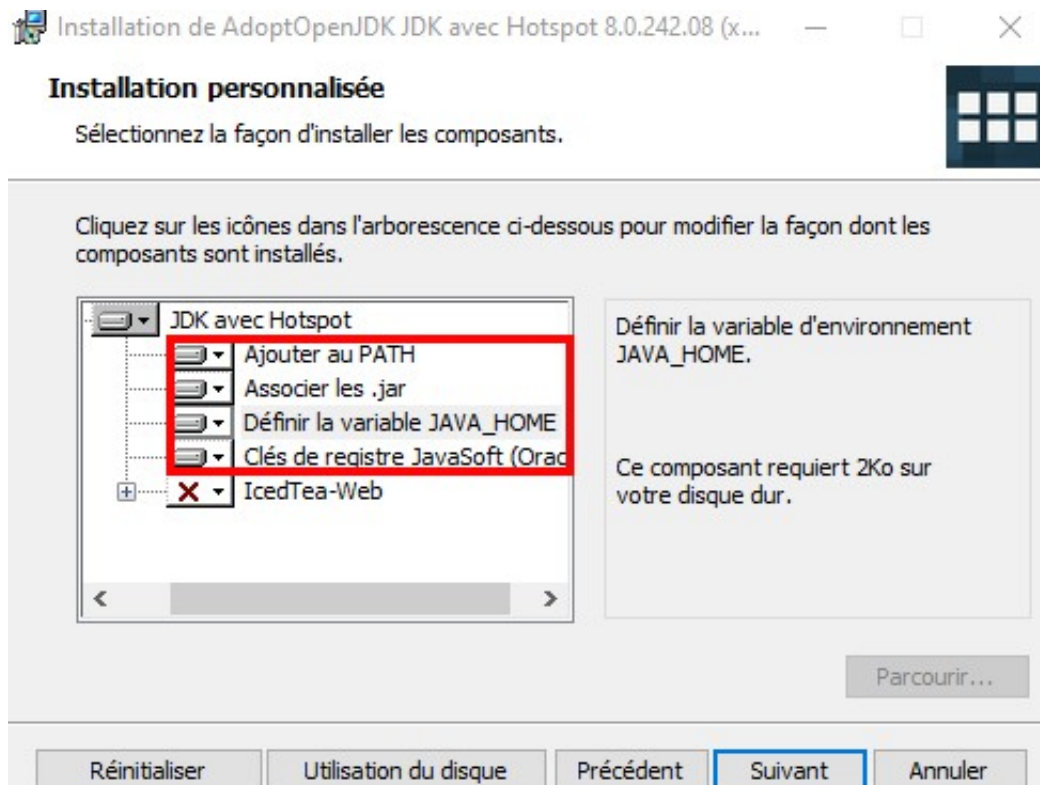 Installation de AdoptOpenJDK JDK avec Hotspot 8.0.242.08 (x...
Installation personnalisée
Sélectionnez la façon d'installer les composants.
Cliquez sur les icônes dans l'arborescence ci-dessous pour modifier la façon dont les
composants sont installés.
JDK avec Hotspot
Ajouter au PATH
Associer les .jar
Définir la variable JAVA_HOME
Clés de registre JavaSoft (Orac
IcedTea-Web
Définir la variable d'environnement
JAVA_HOME.
Ce composant requiert 2Ko sur
votre disque dur.
Parcourir...
Réinitialiser Utilisation du disque Précédent Suivant Annuler